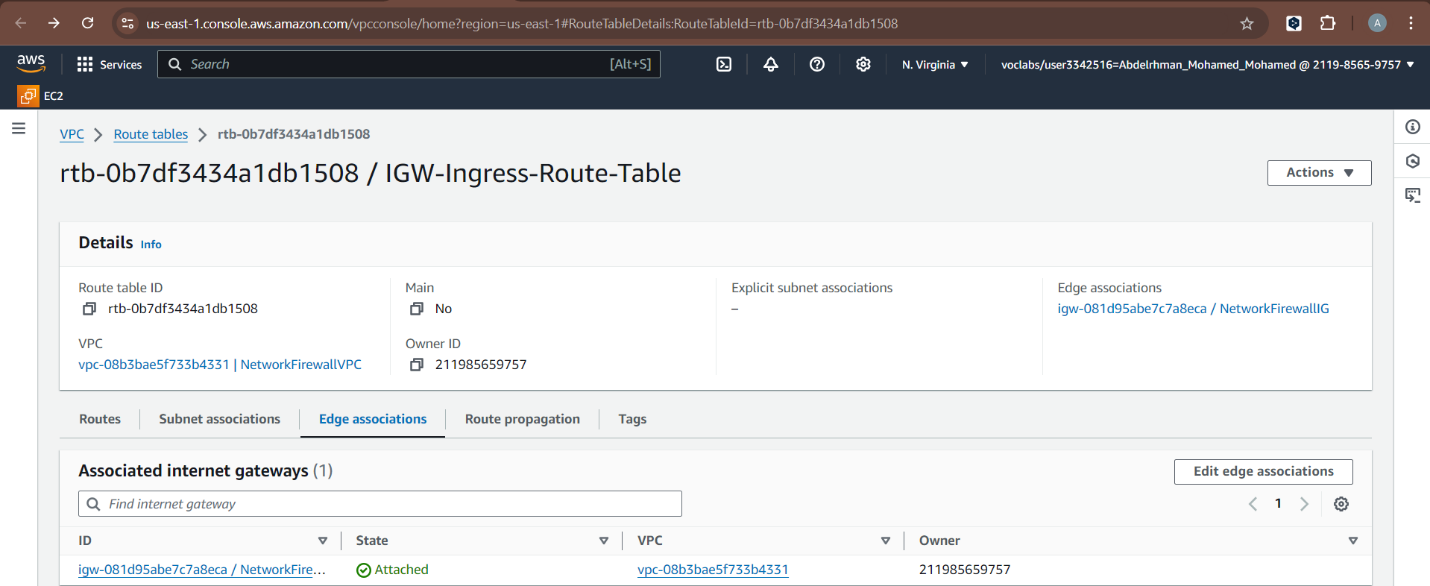 us-east-1.console.aws.amazon.com/vpcconsole/home?region=us-east-1#RouteTableDetails:RouteTableId=rtb-0b7df3434a1db1508
A
aws
Services
Search
[Alt+S]
N. Virginia
voclabs/user3342516=Abdelrhman_Mohamed_Mohamed @ 2119-8565-9757
EC2
VPC
Route tables
rtb-0b7df3434a1db1508
rtb-0b7df3434a1db1508 / IGW-Ingress-Route-Table
Actions
Details Info
Route table ID
rtb-0b7df3434a1db1508
Main
No
Explicit subnet associations
–
Edge associations
igw-081d95abe7c7a8eca / NetworkFirewallIG
VPC
vpc-08b3bae5f733b4331 | NetworkFirewallVPC
Owner ID
211985659757
Routes
Subnet associations
Edge associations
Route propagation
Tags
Associated internet gateways (1)
Edit edge associations
Find internet gateway
1
ID
State
VPC
Owner
igw-081d95abe7c7a8eca / NetworkFire...
Attached
vpc-08b3bae5f733b4331
211985659757